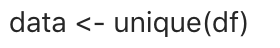 data <- unique(df)